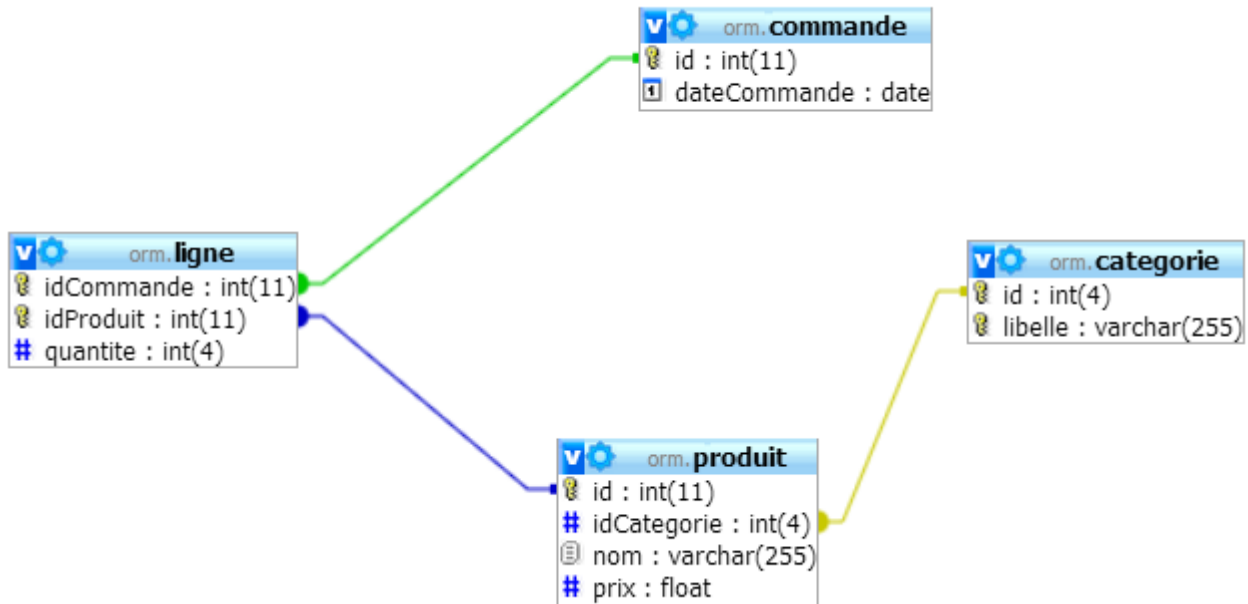 orm.commande
id : int(11)
dateCommande : date
orm.ligne
idCommande : int(11)
idProduit : int(11)
# quantite : int(4)
orm.categorie
id : int(4)
libelle : varchar(255)
orm.produit
id : int(11)
# idCategorie : int(4)
nom : varchar(255)
# prix : float